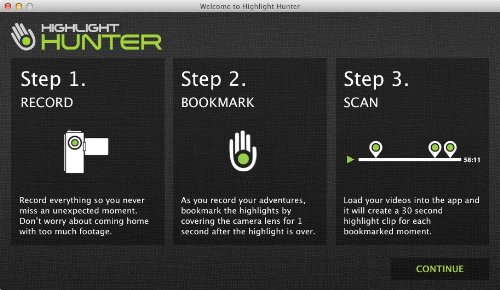 Welcome to Highlight Hunter
HIGHLIGHT
HUNTER
Step 1.
RECORD
Record everything so you never
miss an unexpected moment.
Don't worry about coming home
with too much footage.
Step 2.
BOOKMARK
As you record your adventures,
bookmark the highlights by
covering the camera lens for 1
second after the highlight is over.
Step 3.
SCAN
58:11
Load your videos into the app and
it will create a 30 second
highlight clip for each
bookmarked moment.
CONTINUE